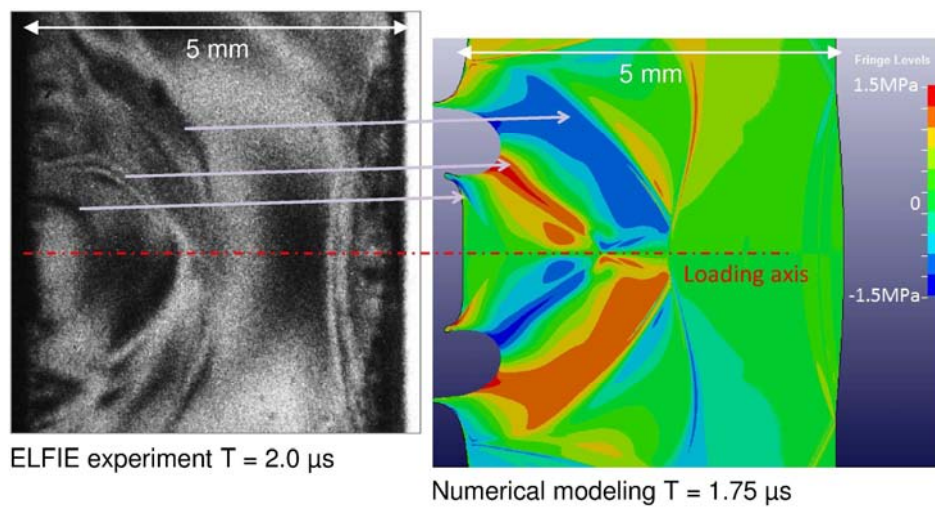 5 mm
5 mm
Fringe Levels
1.5MPa
0
-1.5MPa
Loading axis
ELFIE experiment T = 2.0 μs
Numerical modeling T = 1.75 μs